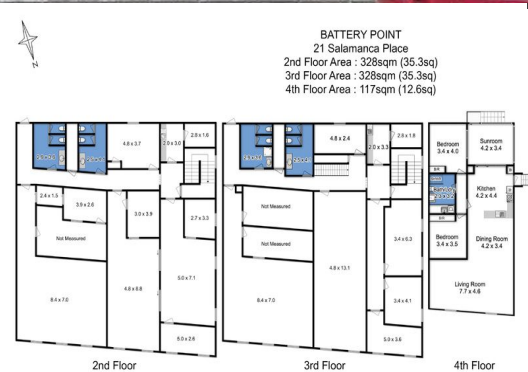 N
BATTERY POINT
21 Salamanca Place
2nd Floor Area : 328sqm (35.3sq)
3rd Floor Area : 328sqm (35.3sq)
4th Floor Area : 117sqm (12.6sq)
4.8 x 3.7
2.0 x 3.0
2.8 x 1.6
2.4 x 1.5
3.8 x 2.6
3.0 x 3.9
2.7 x 3.3
Not Measured
5.0 x 7.1
4.6 x 8.8
8.4 x 7.0
5.0 x 2.6
2nd Floor
4.8 x 2.4
2.0 x 3.3
2.8 x 1.8
Not Measured
Not Measured
3.4 x 6.3
4.8 x 13.1
8.4 x 7.0
3.4 x 4.1
5.0 x 3.6
3rd Floor
Bedroom
3.4 x 4.0
Sunroom
4.2 x 3.4
Bathroom
Kitchen
4.2 x 4.4
Bedroom
3.4 x 3.5
Dining Room
4.2 x 3.4
Living Room
7.7 x 4.6
4th Floor